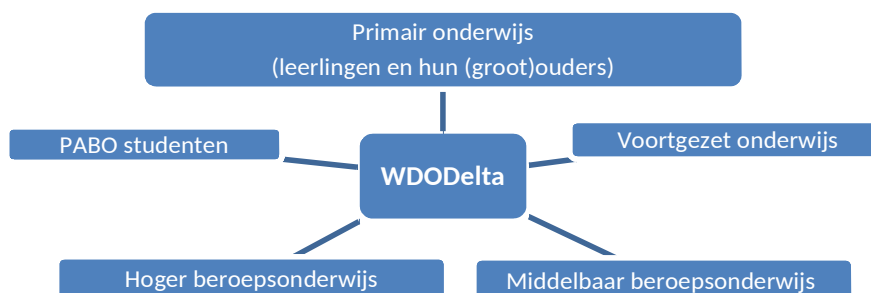 Primair onderwijs
(leerlingen en hun (groot)ouders)
PABO studenten
Voortgezet onderwijs
WDODelta
Hoger beroepsonderwijs
Middelbaar beroepsonderwijs